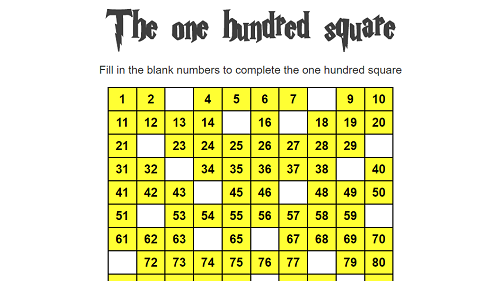 The one hundred square
Fill in the blank numbers to complete the one hundred square
1 2 4 5 6 7 9 10
11 12 13 14 16 18 19 20
21 23 24 25 26 27 28 29
31 32 34 35 36 37 38 40
41 42 43 45 46 48 49 50
51 53 54 55 56 57 58 59
61 62 63 65 67 68 69 70
72 73 74 75 76 77 79 80